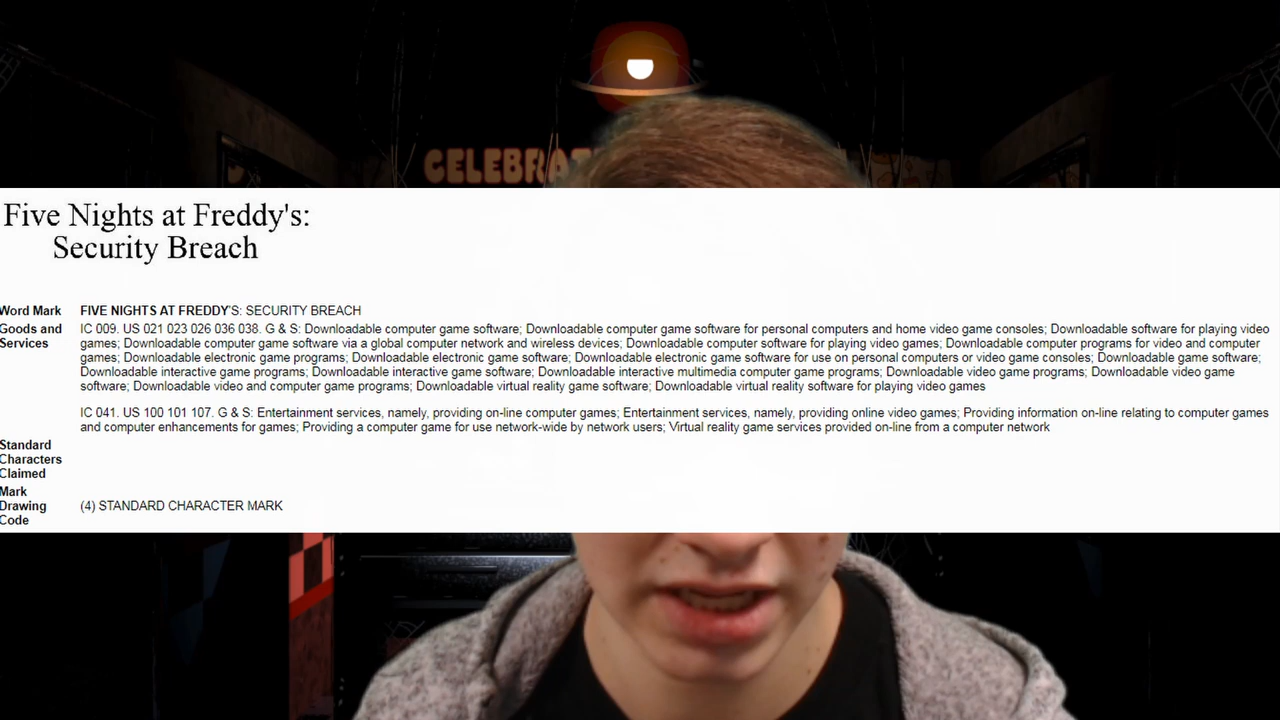 CELEBRAT
Five Nights at Freddy's:
Security Breach
Word Mark FIVE NIGHTS AT FREDDY'S: SECURITY BREACH
Goods and IC 009. US 021 023 026 036 038. G & S: Downloadable computer game software; Downloadable computer game software for personal computers and home video game consoles; Downloadable software for playing video
Services games; Downloadable computer game software via a global computer network and wireless devices; Downloadable computer software for playing video games; Downloadable computer programs for video and computer
games; Downloadable electronic game programs; Downloadable electronic game software; Downloadable electronic game software for use on personal computers or video game consoles; Downloadable game software;
Downloadable interactive game programs; Downloadable interactive game software; Downloadable interactive multimedia computer game programs; Downloadable video game programs; Downloadable video game
software; Downloadable video and computer game programs; Downloadable virtual reality game software; Downloadable virtual reality software for playing video games
IC 041. US 100 101 107. G & S: Entertainment services, namely, providing on-line computer games; Entertainment services, namely, providing online video games; Providing information on-line relating to computer games
and computer enhancements for games; Providing a computer game for use network-wide by network users; Virtual reality game services provided on-line from a computer network
Standard
Characters
Claimed
Mark
Drawing (4) STANDARD CHARACTER MARK
Code